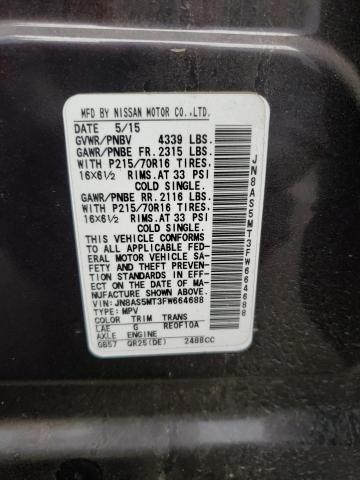 MFD BY NISSAN MOTOR CO., LTD.
DATE 5/15
GVWR/PNBV 4339 LBS.
GAWR/PNBE FR. 2315 LBS.
WITH P215/70R16 TIRES.
16X6½ RIMS. AT 33 PSI
COLD SINGLE.
GAWR/PNBE RR. 2116 LBS.
WITH P215/70R16 TIRES.
16X6½ RIMS. AT 33 PSI
COLD SINGLE.
THIS VEHICLE CONFORMS
TO ALL APPLICABLE FED-
ERAL MOTOR VEHICLE SA-
FETY AND THEFT PREVEN-
TION STANDARDS IN EFF-
ECT ON THE DATE OF MA-
NUFACTURE SHOWN ABOVE.
VIN: JN8AS5MT3FW664688
TYPE: MPV
COLOR TRIM TRANS
LAE G RE0F10A
AXLE ENGINE
GB57 QR25(DE) 2488CC
JN8AS5MT3FW664688